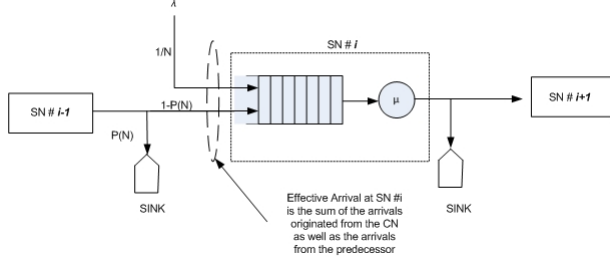 λ
1/N
SN # i
SN # i-1
1-P(N)
μ
SN # i+1
P(N)
SINK
SINK
Effective Arrival at SN #i
is the sum of the arrivals
originated from the CN
as well as the arrivals
from the predecessor